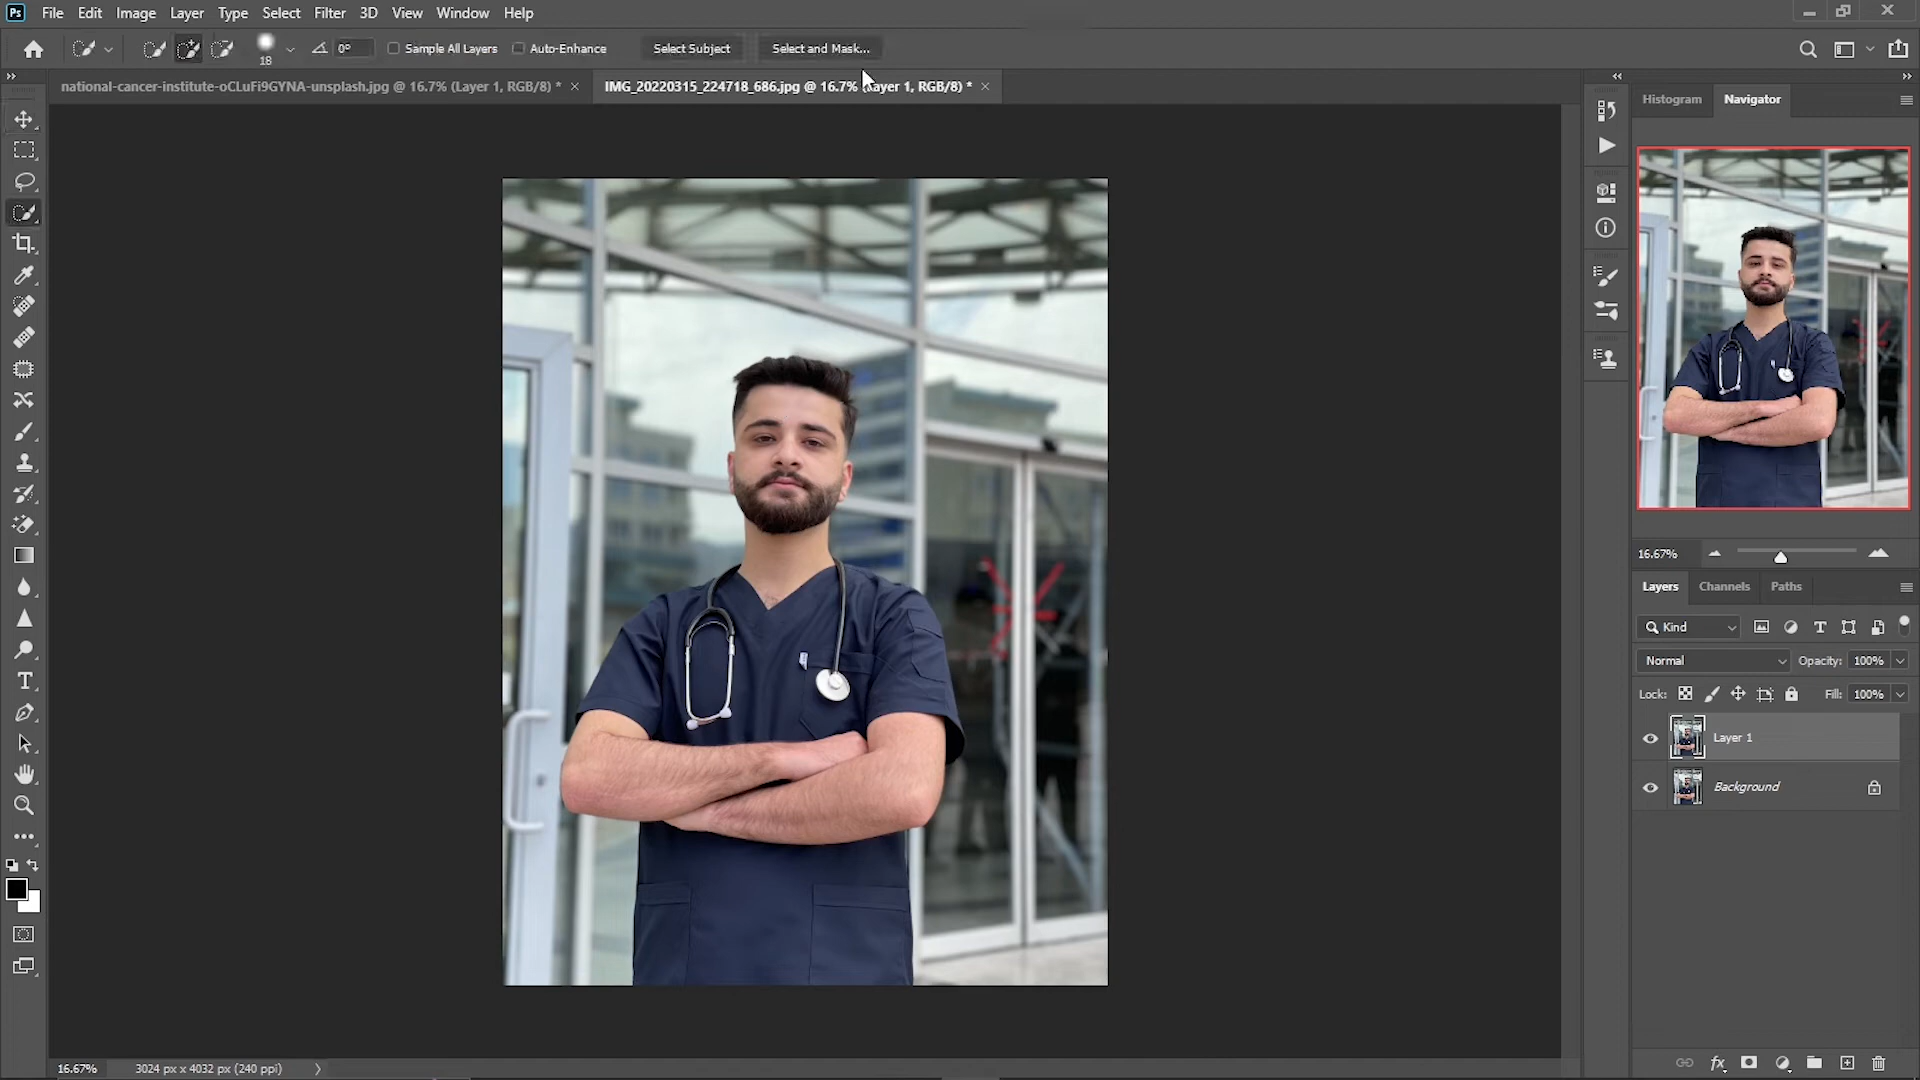 Ps File Edit Image Layer Type Select Filter 3D View Window Help
18 0° Sample All Layers Auto-Enhance Select Subject Select and Mask...
national-cancer-institute-oCLuFi9GYNA-unsplash.jpg @ 16.7% (Layer 1, RGB/8) * IMG_20220315_224718_686.jpg @ 16.7% (Layer 1, RGB/8) *
Histogram Navigator
16.67%
Layers Channels Paths
Kind
Normal Opacity: 100%
Lock: Fill: 100%
Layer 1
Background
16.67% 3024 px x 4032 px (240 ppi)